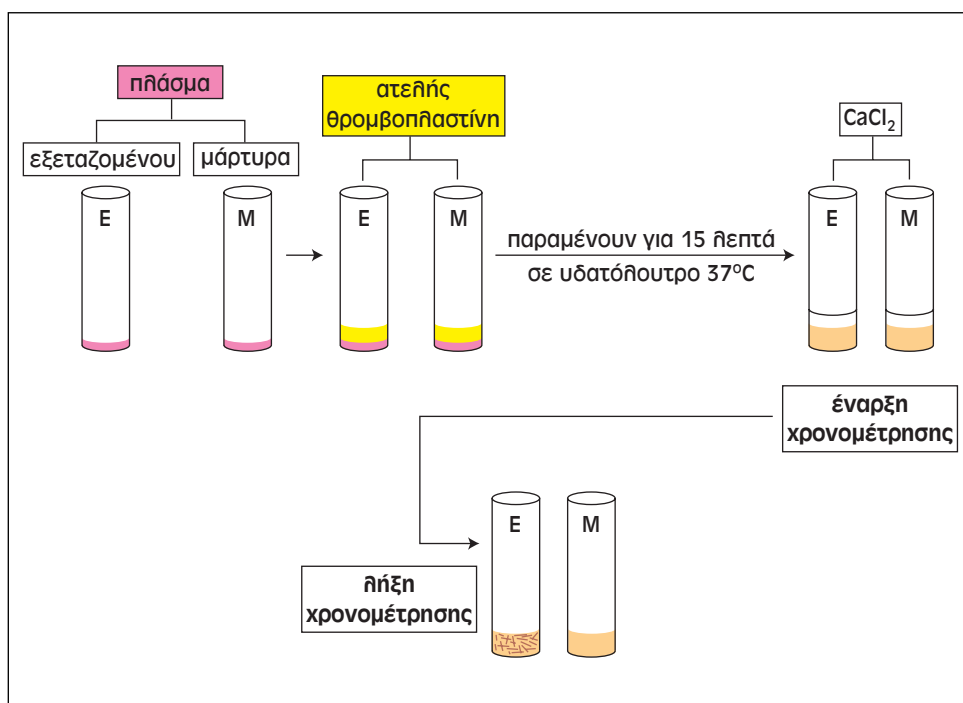 πλάσμα
εξεταζομένου
μάρτυρα
Ε
Μ
ατελής
θρομβοπλαστίνη
Ε
Μ
παραμένουν για 15 λεπτά
σε υδατόλουτρο 37°C
CaCl₂
Ε
Μ
έναρξη
χρονομέτρησης
λήξη
χρονομέτρησης
Ε
Μ